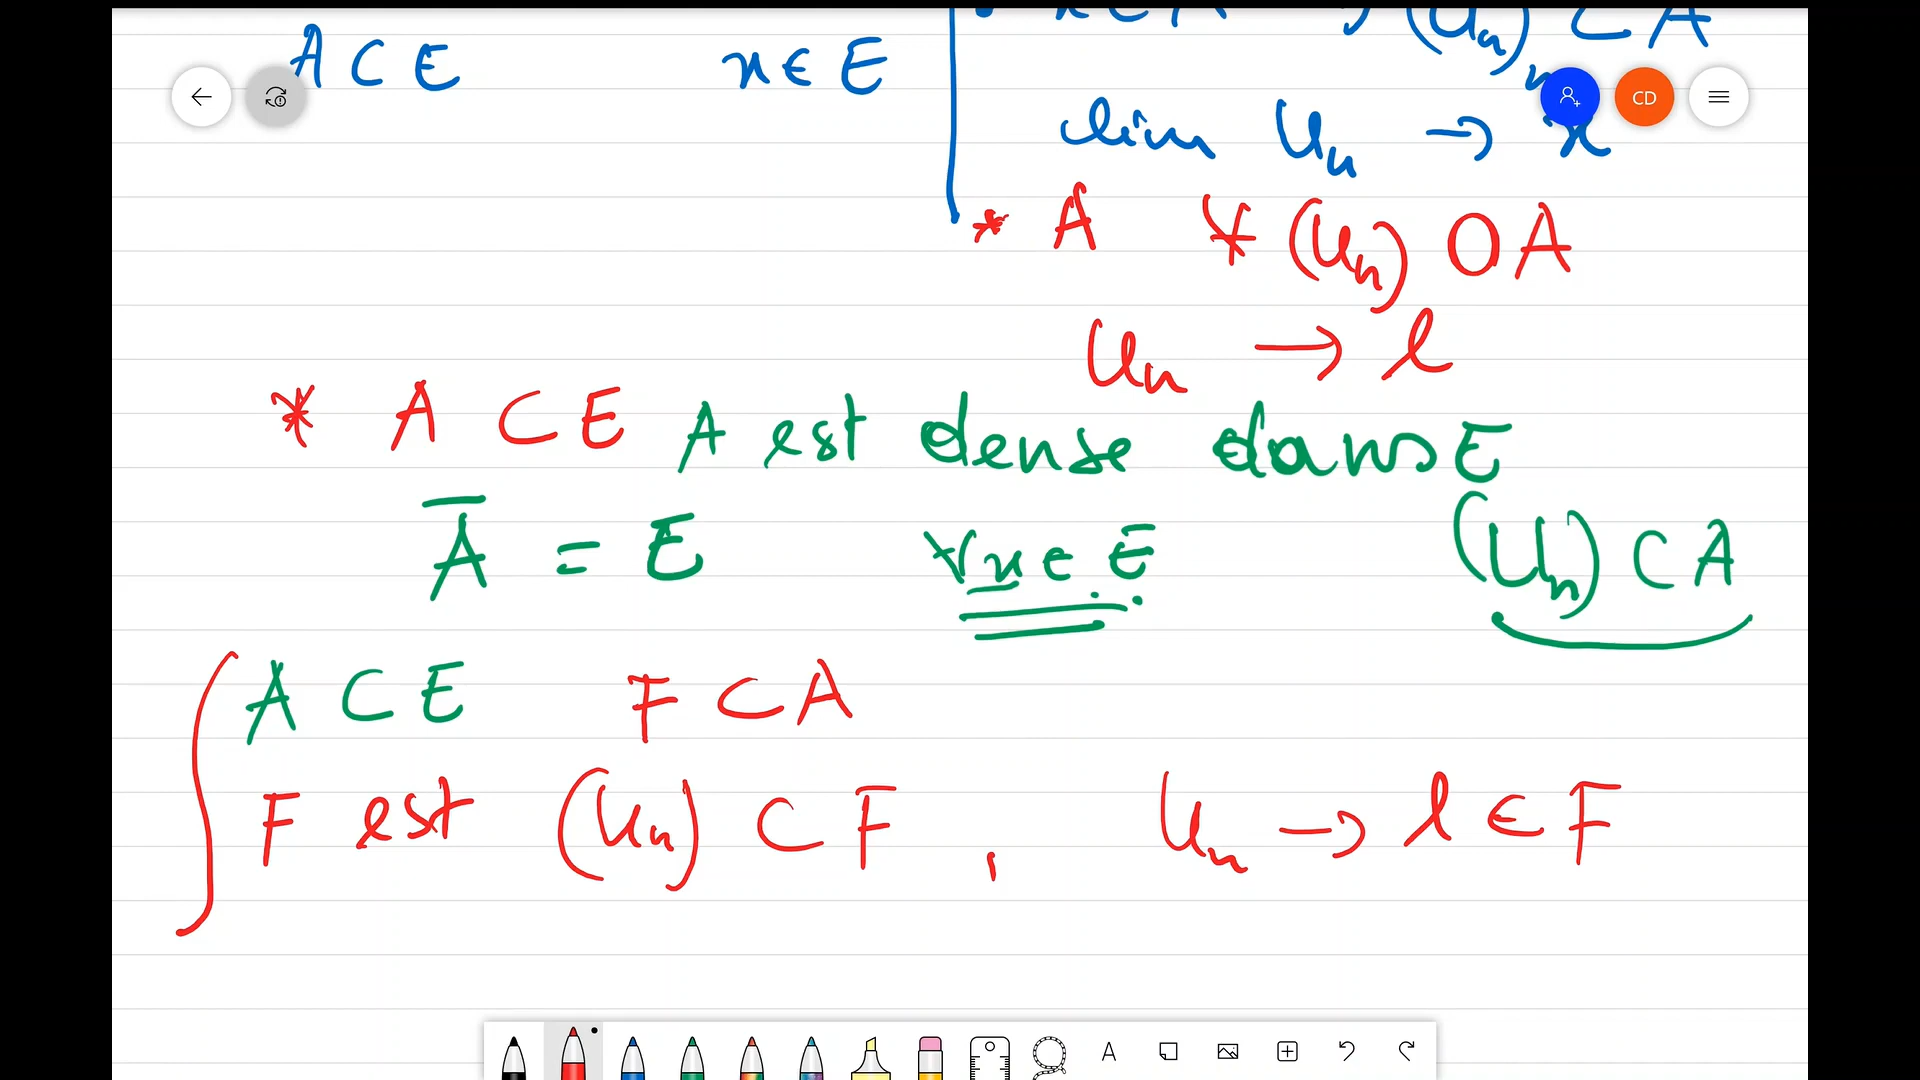 x ∈ A → (Un)n ⊂ A
A ⊂ E x ∈ E
CD
lim Un → x
* A ∀ (Un) O A
Un → l
* A ⊂ E A est dense dans E
Ā = E ∀x ∈ E (Un) ⊂ A
A ⊂ E F ⊂ A
F est (Un) ⊂ F , Un → l ∈ F
A